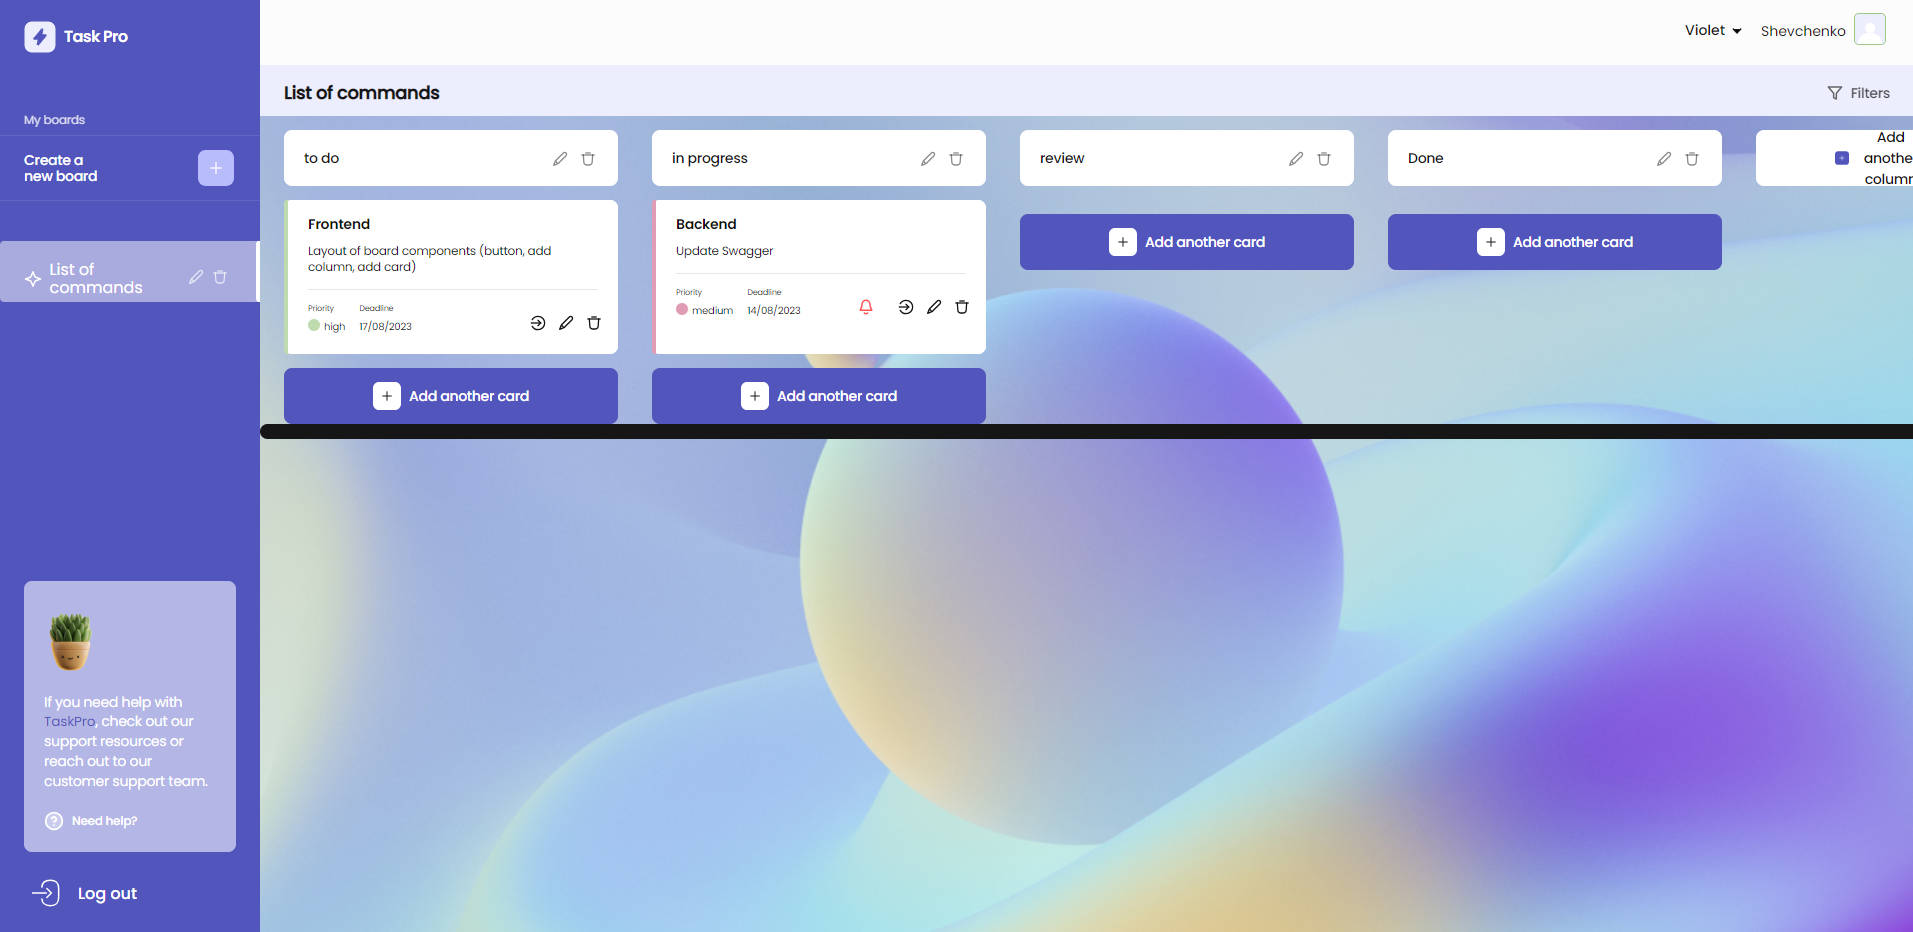 Task Pro
My boards
Create a
new board
List of
commands
If you need help with
TaskPro, check out our
support resources or
reach out to our
customer support team.
Need help?
Log out
Violet
Shevchenko
List of commands
Filters
to do
Frontend
Layout of board components (button, add
column, add card)
Priority
Deadline
high
17/08/2023
Add another card
in progress
Backend
Update Swagger
Priority
Deadline
medium
14/08/2023
Add another card
review
Add another card
Done
Add another card
Add
anothe
column